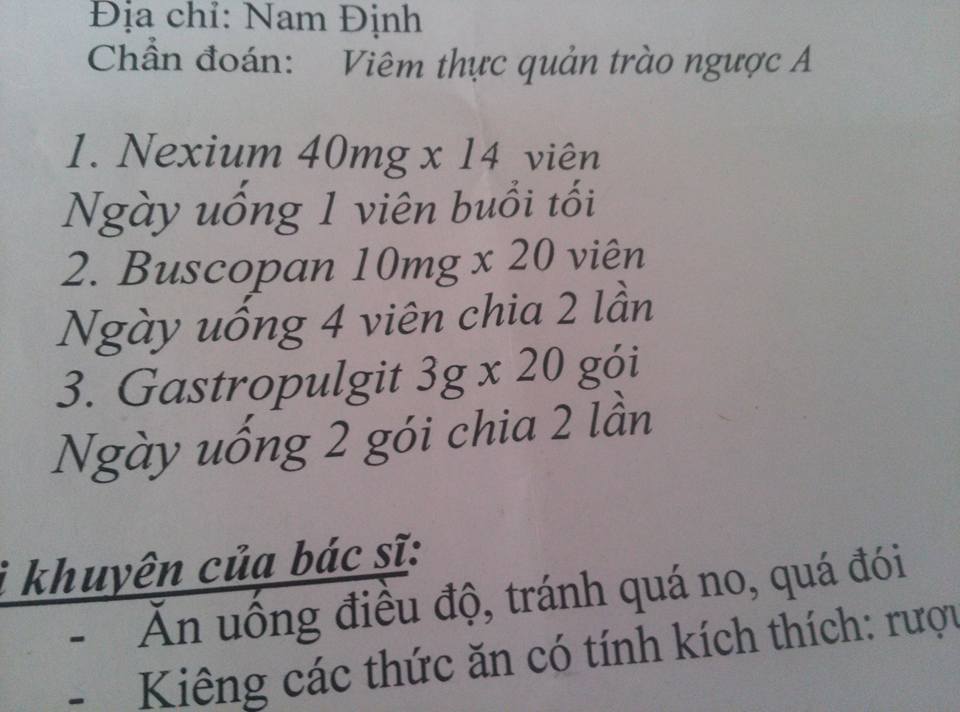 Địa chỉ: Nam Định
Chẩn đoán: Viêm thực quản trào ngược A
1. Nexium 40mg x 14 viên
Ngày uống 1 viên buổi tối
2. Buscopan 10mg x 20 viên
Ngày uống 4 viên chia 2 lần
3. Gastropulgit 3g x 20 gói
Ngày uống 2 gói chia 2 lần
i khuyên của bác sĩ:
- Ăn uống điều độ, tránh quá no, quá đói
- Kiêng các thức ăn có tính kích thích: rượu